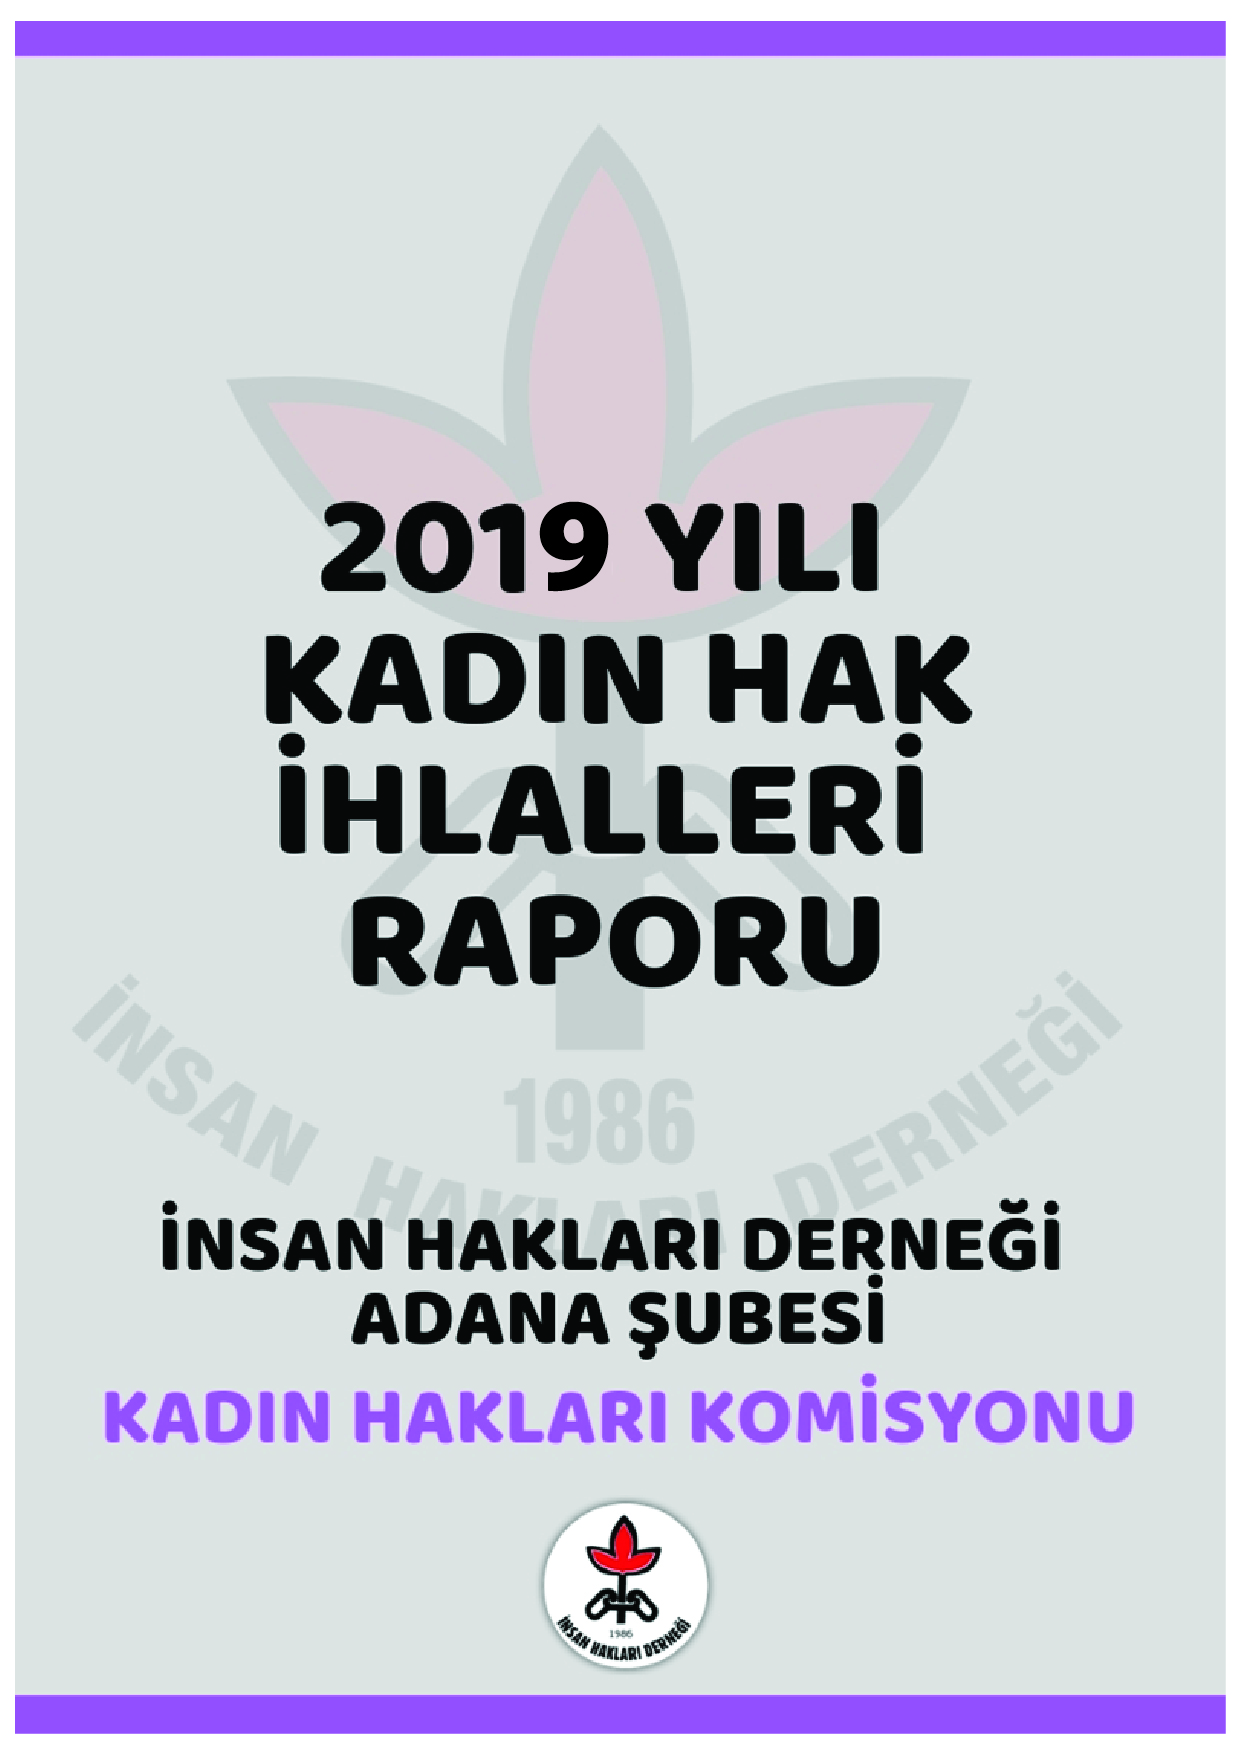 2019 YILI
KADIN HAK
İHLALLERİ
RAPORU
1986
İNSAN HAKLARI DERNEĞİ
İNSAN HAKLARI DERNEĞİ
ADANA ŞUBESİ
KADIN HAKLARI KOMİSYONU
1986
İNSAN HAKLARI DERNEĞİ